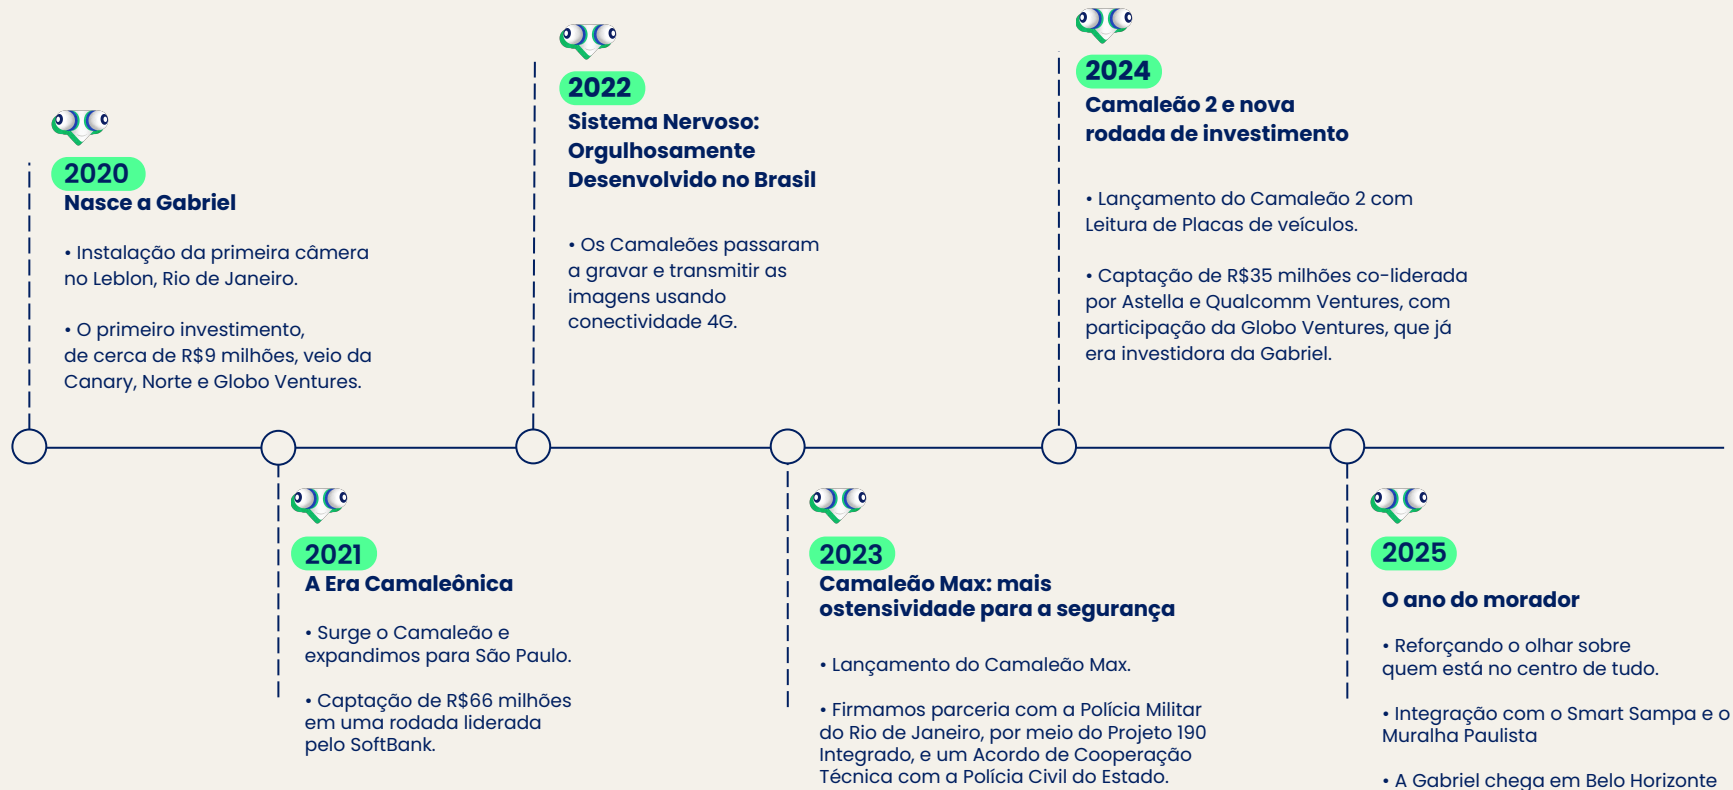 2020
Nasce a Gabriel
• Instalação da primeira câmera
no Leblon, Rio de Janeiro.
• O primeiro investimento,
de cerca de R$9 milhões, veio da
Canary, Norte e Globo Ventures.
2021
A Era Camaleônica
• Surge o Camaleão e
expandimos para São Paulo.
• Captação de R$66 milhões
em uma rodada liderada
pelo SoftBank.
2022
Sistema Nervoso:
Orgulhosamente
Desenvolvido no Brasil
• Os Camaleões passaram
a gravar e transmitir as
imagens usando
conectividade 4G.
2023
Camaleão Max: mais
ostensividade para a segurança
• Lançamento do Camaleão Max.
• Firmamos parceria com a Polícia Militar
do Rio de Janeiro, por meio do Projeto 190
Integrado, e um Acordo de Cooperação
Técnica com a Polícia Civil do Estado.
2024
Camaleão 2 e nova
rodada de investimento
• Lançamento do Camaleão 2 com
Leitura de Placas de veículos.
• Captação de R$35 milhões co-liderada
por Astella e Qualcomm Ventures, com
participação da Globo Ventures, que já
era investidora da Gabriel.
2025
O ano do morador
• Reforçando o olhar sobre
quem está no centro de tudo.
• Integração com o Smart Sampa e o
Muralha Paulista
• A Gabriel chega em Belo Horizonte